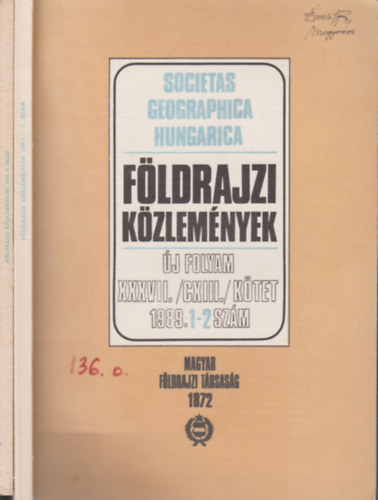 SOCIETAS
GEOGRAPHICA
HUNGARICA
FÖLDRAJZI
KÖZLEMÉNYEK
ÚJ FOLYAM
XXXVII. /CXIII./ KÖTET
1989. 1-2 SZÁM
136. o.
MAGYAR
FÖLDRAJZI TÁRSASÁG
1872